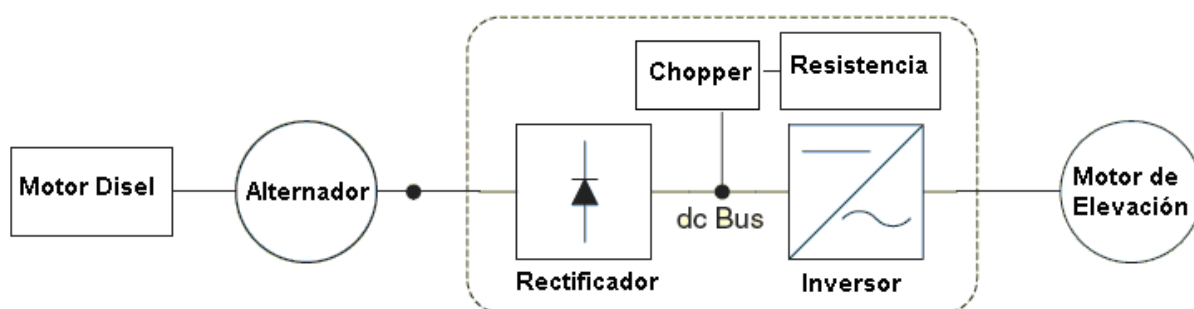 Motor Disel
Alternador
Rectificador
dc Bus
Chopper
Resistencia
Inversor
Motor de
Elevación